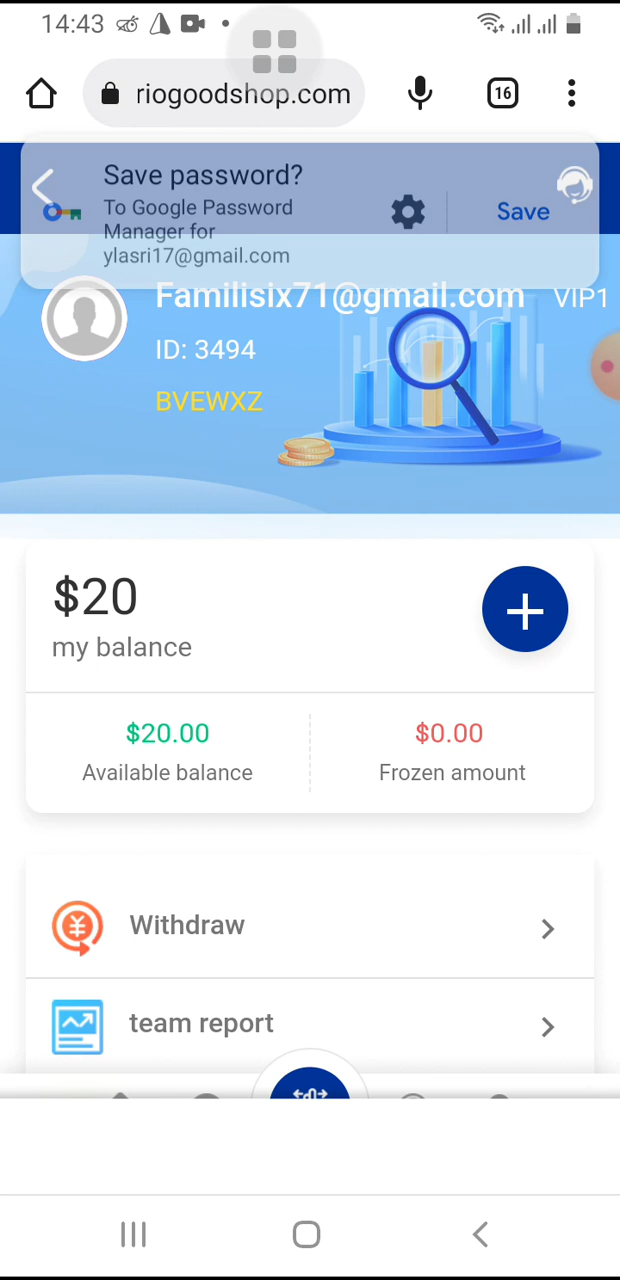 14:43
riogoodshop.com
16
Save password?
To Google Password
Manager for
ylasri17@gmail.com
Save
Familisix71@gmail.com VIP1
ID: 3494
BVEWXZ
$20
my balance
$20.00
Available balance
$0.00
Frozen amount
¥
Withdraw
team report